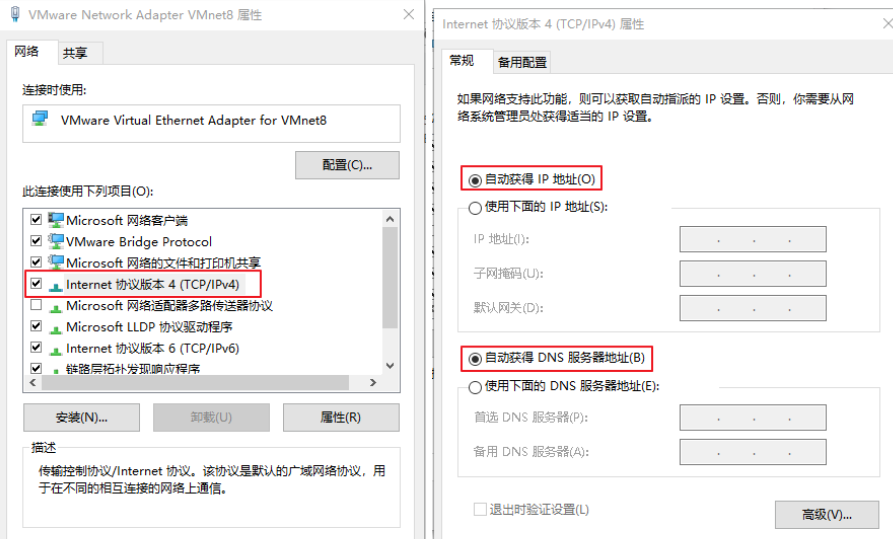 VMware Network Adapter VMnet8 属性
网络
共享
连接时使用:
VMware Virtual Ethernet Adapter for VMnet8
配置(C)...
此连接使用下列项目(O):
Microsoft 网络客户端
VMware Bridge Protocol
Microsoft 网络的文件和打印机共享
Internet 协议版本 4 (TCP/IPv4)
Microsoft 网络适配器多路传送器协议
Microsoft LLDP 协议驱动程序
Internet 协议版本 6 (TCP/IPv6)
链路层拓扑发现响应程序
安装(N)...
卸载(U)
属性(R)
描述
传输控制协议/Internet 协议。该协议是默认的广域网络协议，用
于在不同的相互连接的网络上通信。
Internet 协议版本 4 (TCP/IPv4) 属性
常规
备用配置
如果网络支持此功能，则可以获取自动指派的 IP 设置。否则，你需要从网
络系统管理员处获得适当的 IP 设置。
自动获得 IP 地址(O)
使用下面的 IP 地址(S):
IP 地址(I):
子网掩码(U):
默认网关(D):
自动获得 DNS 服务器地址(B)
使用下面的 DNS 服务器地址(E):
首选 DNS 服务器(P):
备用 DNS 服务器(A):
退出时验证设置(L)
高级(V)...